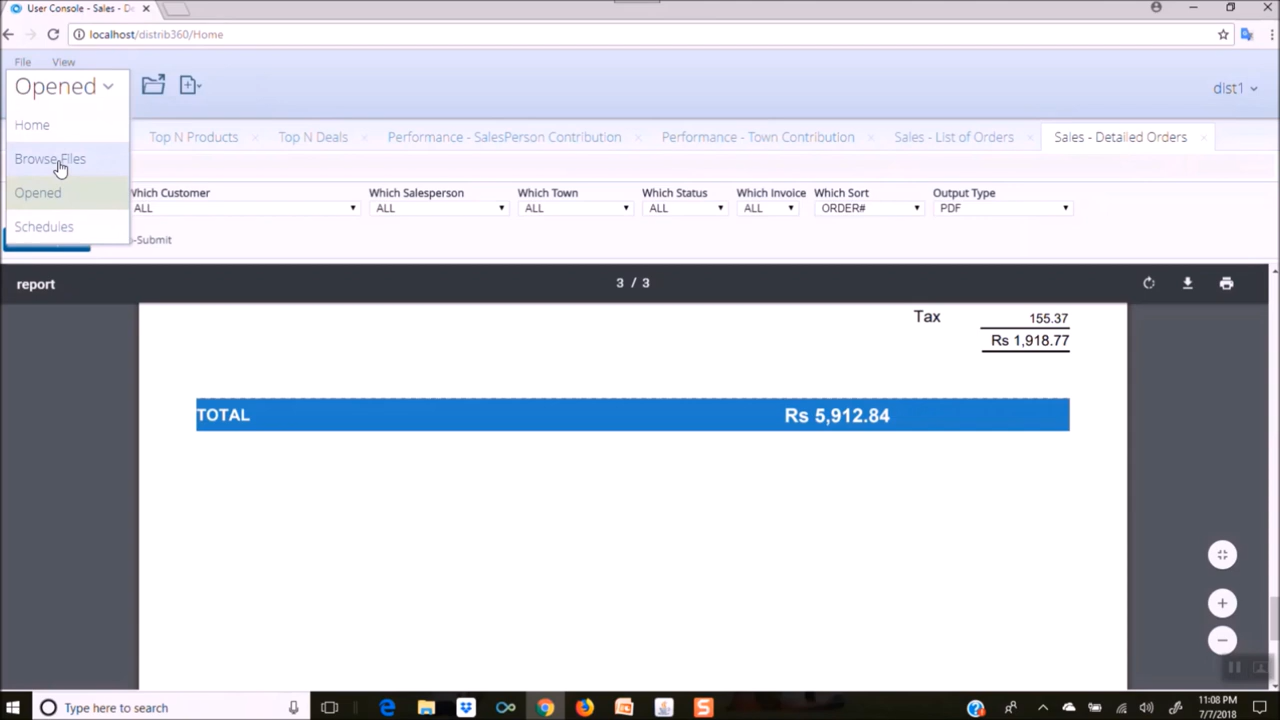 User Console - Sales - De
localhost/distrib360/Home
File View
Opened
dist1
Home
Browse Files
Opened
Schedules
Top N Products
Top N Deals
Performance - SalesPerson Contribution
Performance - Town Contribution
Sales - List of Orders
Sales - Detailed Orders
Which Customer Which Salesperson Which Town Which Status Which Invoice Which Sort Output Type
ALL ALL ALL ALL ALL ORDER# PDF
-Submit
report 3 / 3
Tax 155.37
Rs 1,918.77
TOTAL Rs 5,912.84
Type here to search
11:08 PM
7/7/2018